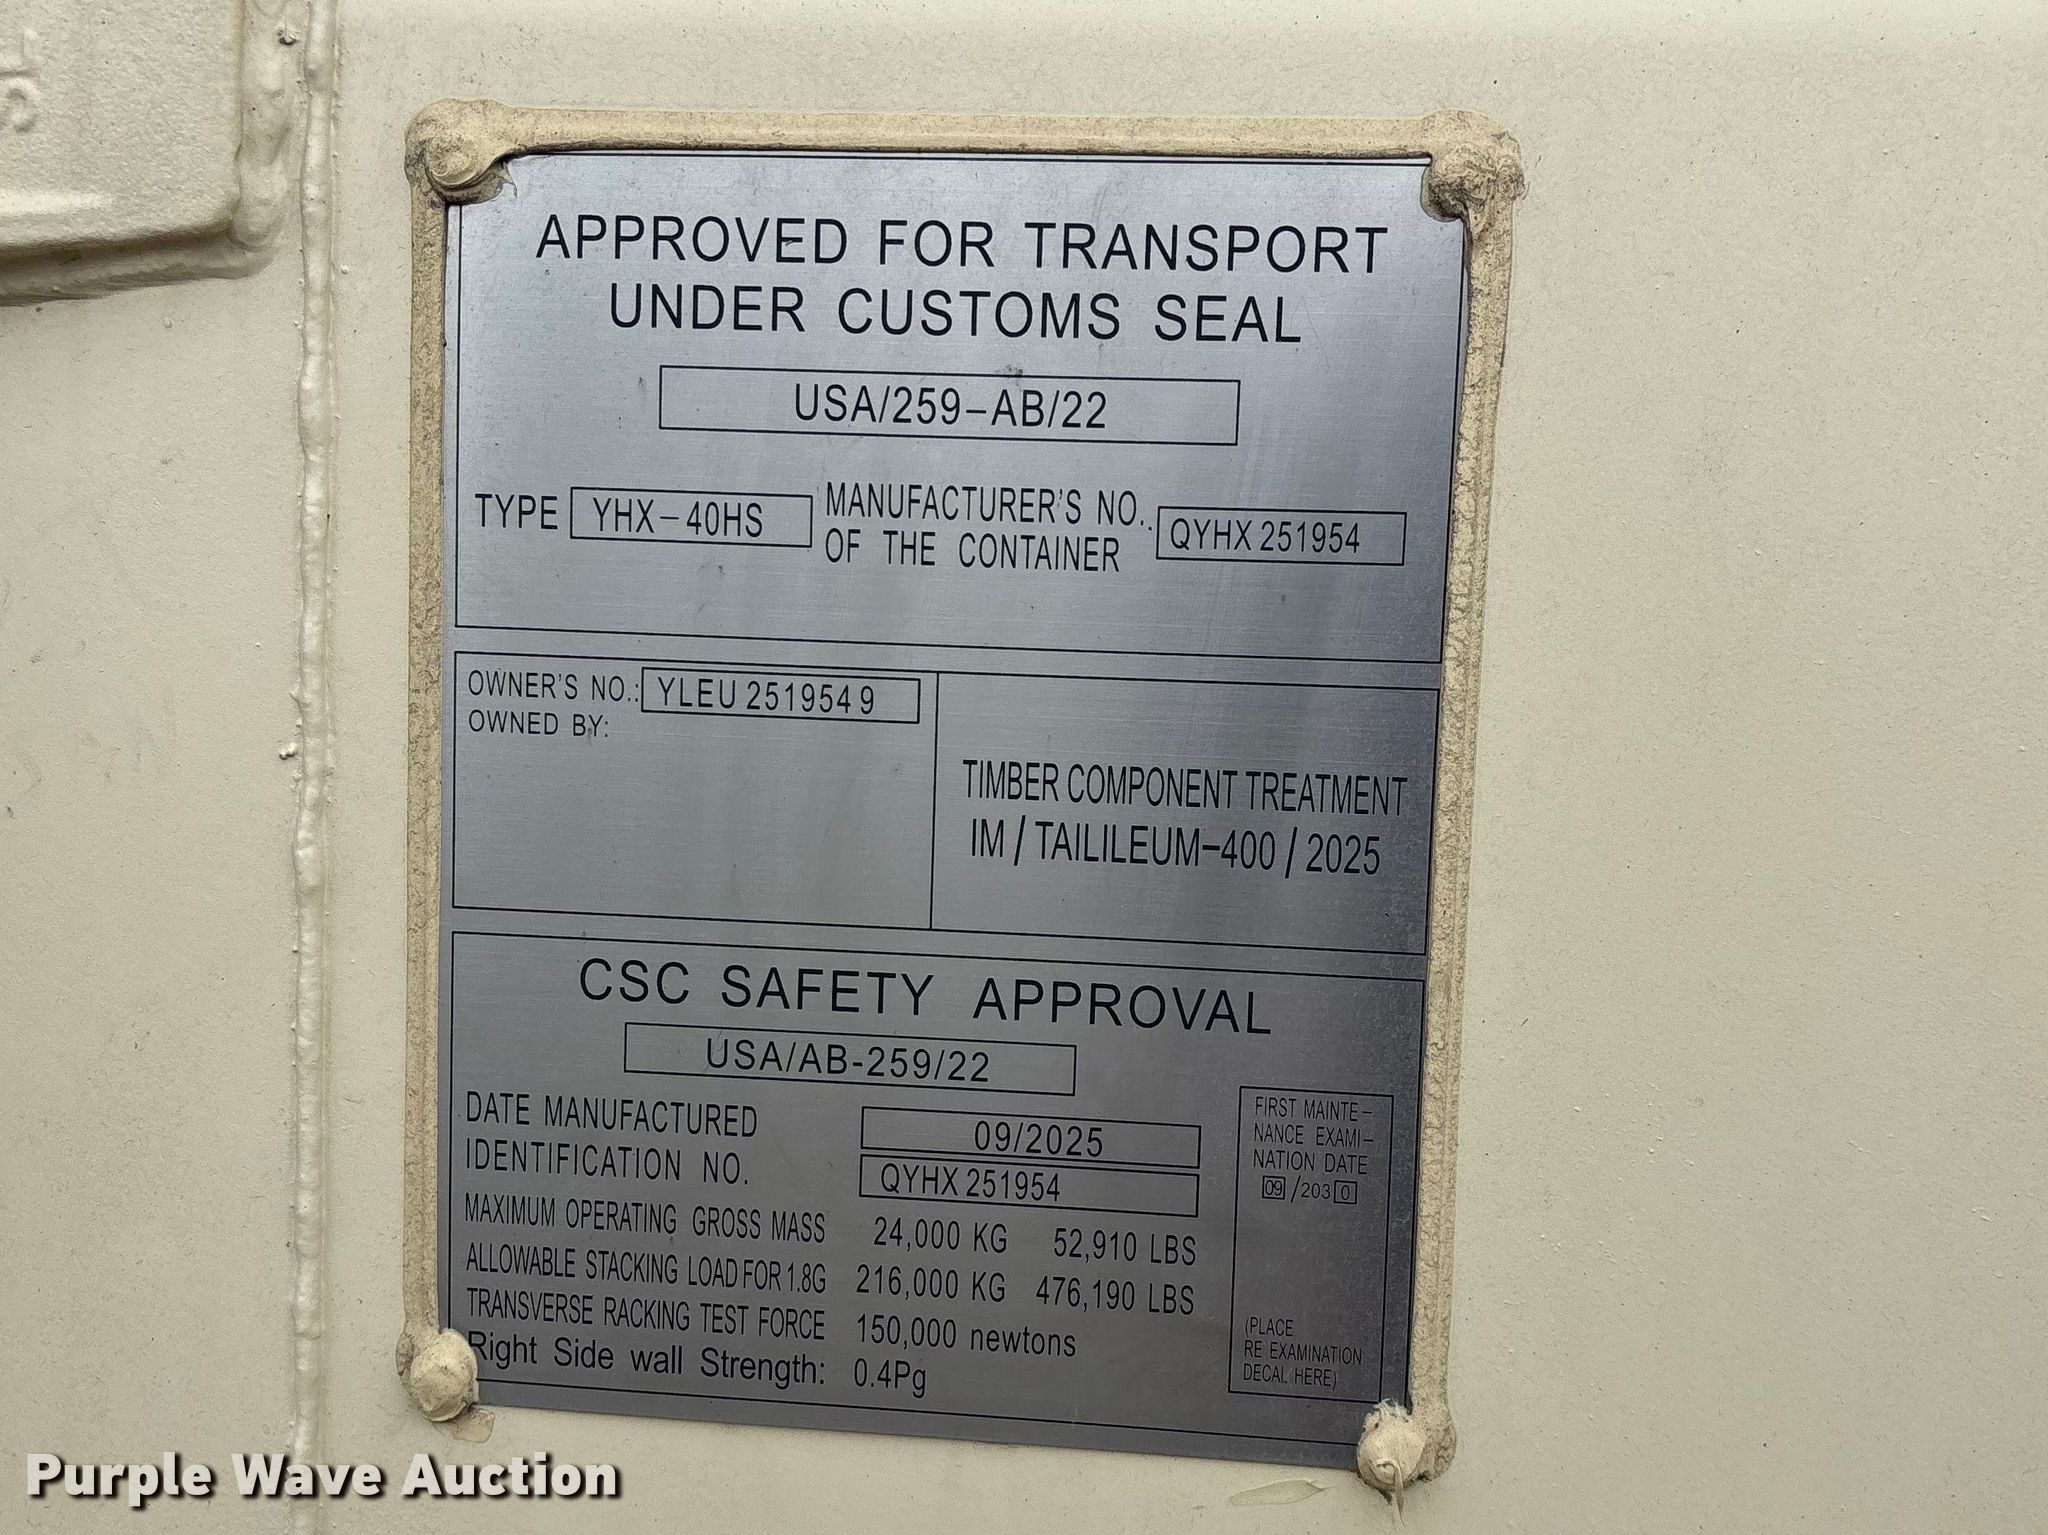 APPROVED FOR TRANSPORT
UNDER CUSTOMS SEAL
USA/259-AB/22
TYPE YHX-40HS MANUFACTURER'S NO. QYHX 251954
OF THE CONTAINER
OWNER'S NO.: YLEU 251954 9
OWNED BY:
TIMBER COMPONENT TREATMENT
IM / TAILILEUM-400 / 2025
CSC SAFETY APPROVAL
USA/AB-259/22
DATE MANUFACTURED 09/2025
IDENTIFICATION NO. QYHX 251954
MAXIMUM OPERATING GROSS MASS 24,000 KG 52,910 LBS
ALLOWABLE STACKING LOAD FOR 1.8G 216,000 KG 476,190 LBS
TRANSVERSE RACKING TEST FORCE 150,000 newtons
Right Side wall Strength: 0.4Pg
FIRST MAINTE-
NANCE EXAMI-
NATION DATE
09/2030
(PLACE
RE EXAMINATION
DECAL HERE)
Purple Wave Auction